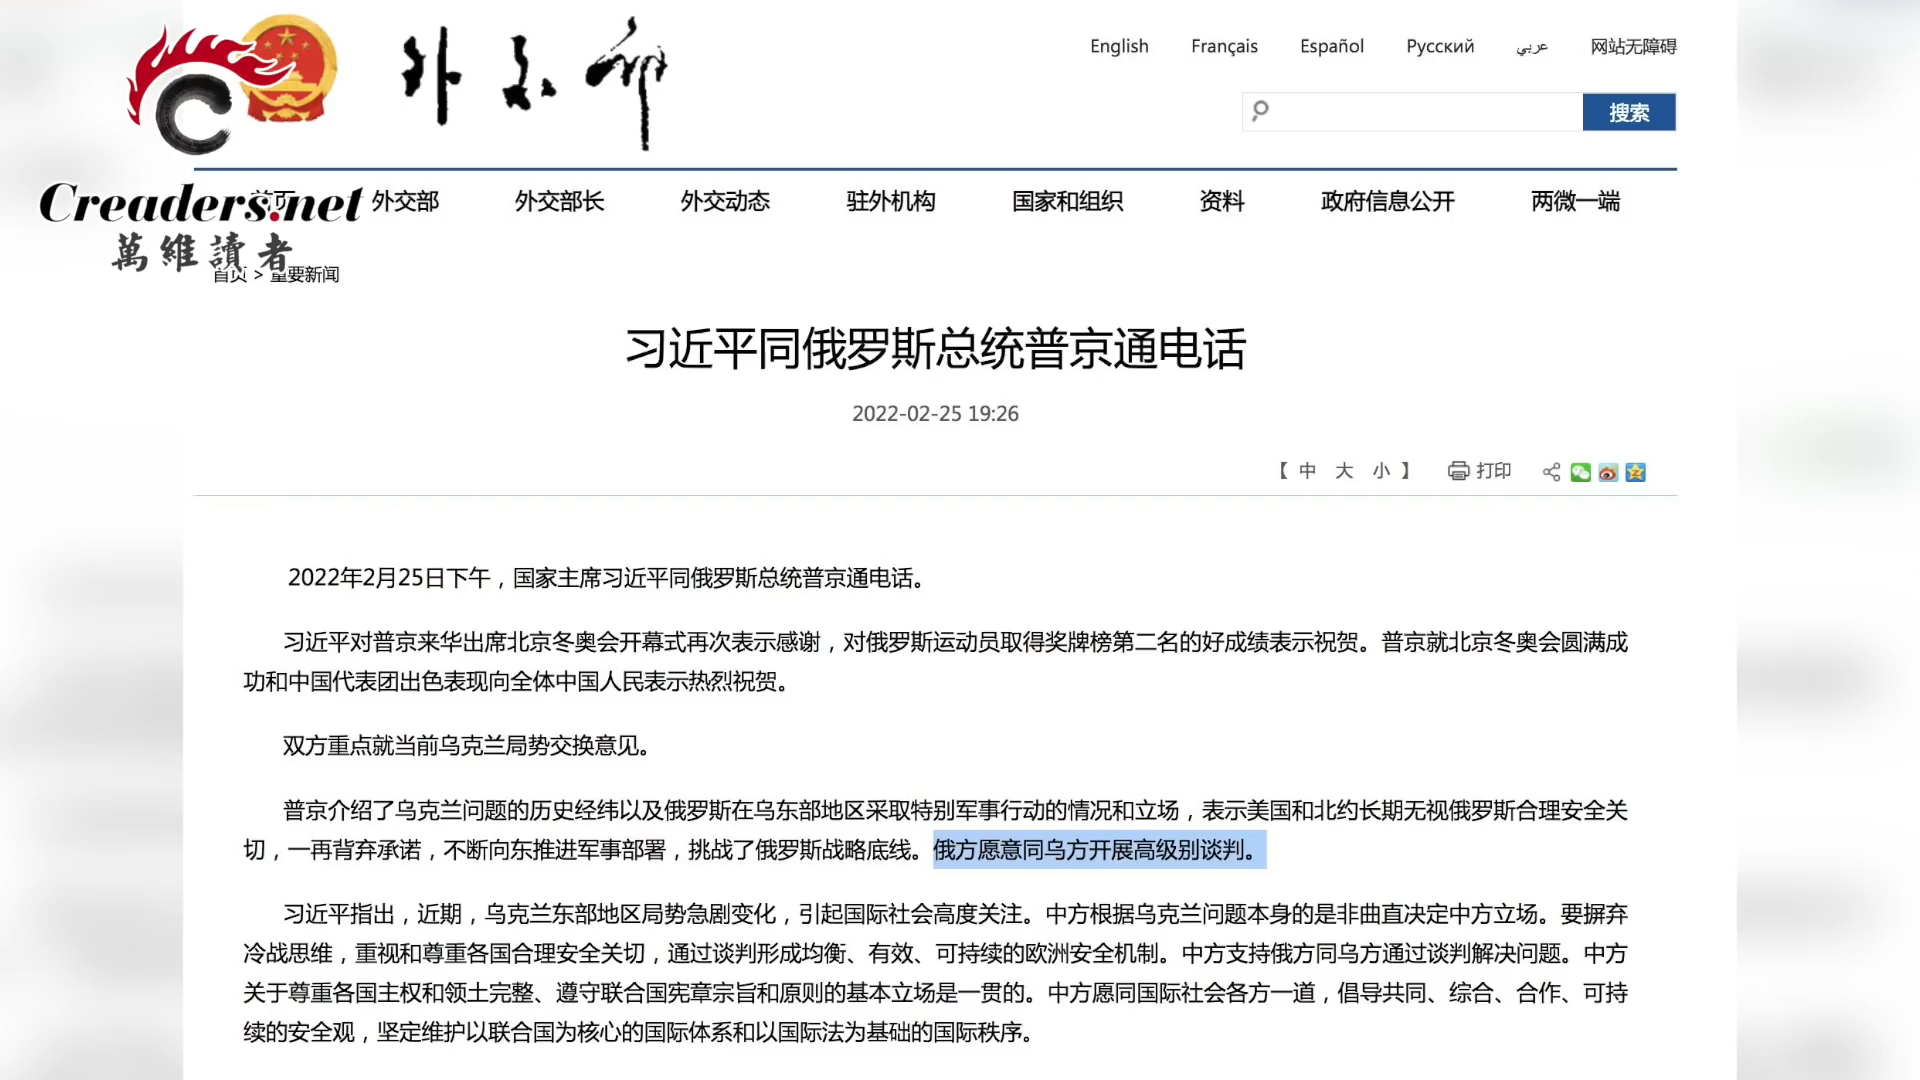 外交部
English Français Español Русский عربي 网站无障碍
搜索
Creaders.net
萬維讀者
首页 外交部 外交部长 外交动态 驻外机构 国家和组织 资料 政府信息公开 两微一端
首页 > 重要新闻
习近平同俄罗斯总统普京通电话
2022-02-25 19:26
【 中 大 小 】 打印
2022年2月25日下午，国家主席习近平同俄罗斯总统普京通电话。
习近平对普京来华出席北京冬奥会开幕式再次表示感谢，对俄罗斯运动员取得奖牌榜第二名的好成绩表示祝贺。普京就北京冬奥会圆满成
功和中国代表团出色表现向全体中国人民表示热烈祝贺。
双方重点就当前乌克兰局势交换意见。
普京介绍了乌克兰问题的历史经纬以及俄罗斯在乌东部地区采取特别军事行动的情况和立场，表示美国和北约长期无视俄罗斯合理安全关
切，一再背弃承诺，不断向东推进军事部署，挑战了俄罗斯战略底线。俄方愿意同乌方开展高级别谈判。
习近平指出，近期，乌克兰东部地区局势急剧变化，引起国际社会高度关注。中方根据乌克兰问题本身的是非曲直决定中方立场。要摒弃
冷战思维，重视和尊重各国合理安全关切，通过谈判形成均衡、有效、可持续的欧洲安全机制。中方支持俄方同乌方通过谈判解决问题。中方
关于尊重各国主权和领土完整、遵守联合国宪章宗旨和原则的基本立场是一贯的。中方愿同国际社会各方一道，倡导共同、综合、合作、可持
续的安全观，坚定维护以联合国为核心的国际体系和以国际法为基础的国际秩序。